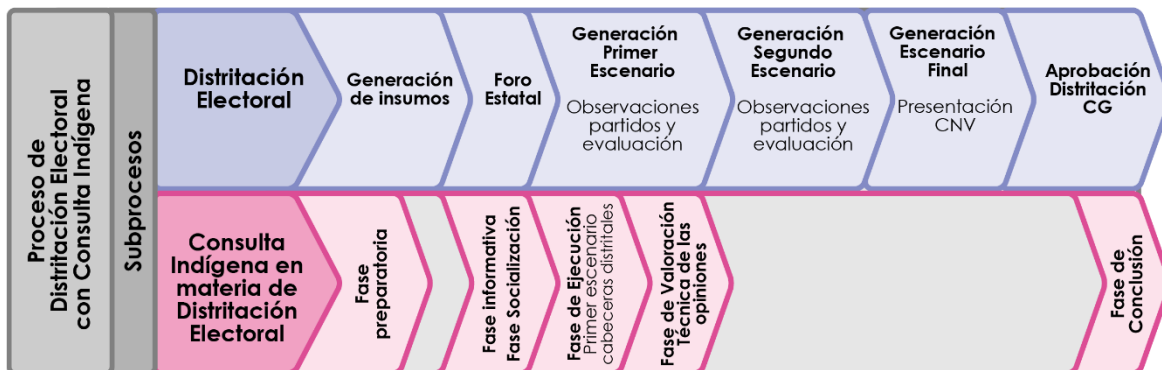 Proceso de
Distritación Electoral
con Consulta Indígena
Subprocesos
Distritación
Electoral
Generación
de insumos
Foro
Estatal
Generación
Primer
Escenario
Observaciones
partidos y
evaluación
Generación
Segundo
Escenario
Observaciones
partidos y
evaluación
Generación
Escenario
Final
Presentación
CNV
Aprobación
Distritación
CG
Consulta
Indígena en
materia de
Distritación
Electoral
Fase
preparatoria
Fase informativa
Fase Socialización
Fase de Ejecución
Primer escenario
cabeceras distritales
Fase de Valoración
Técnica de las
opiniones
Fase de
Conclusión